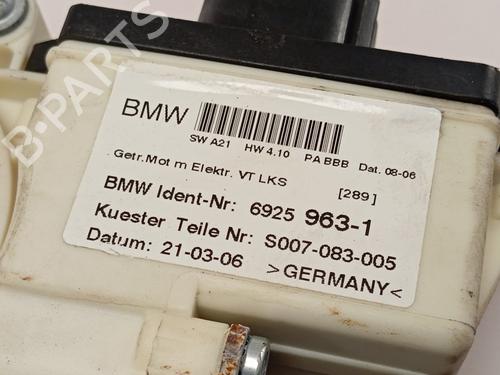 B-PARTS
BMW
SW A21 HW 4.10 PA BBB Dat. 08-06
Getr.Mot m Elektr. VT LKS [289]
BMW Ident-Nr: 6925 963-1
Kuester Teile Nr: S007-083-005
Datum: 21-03-06 >GERMANY<